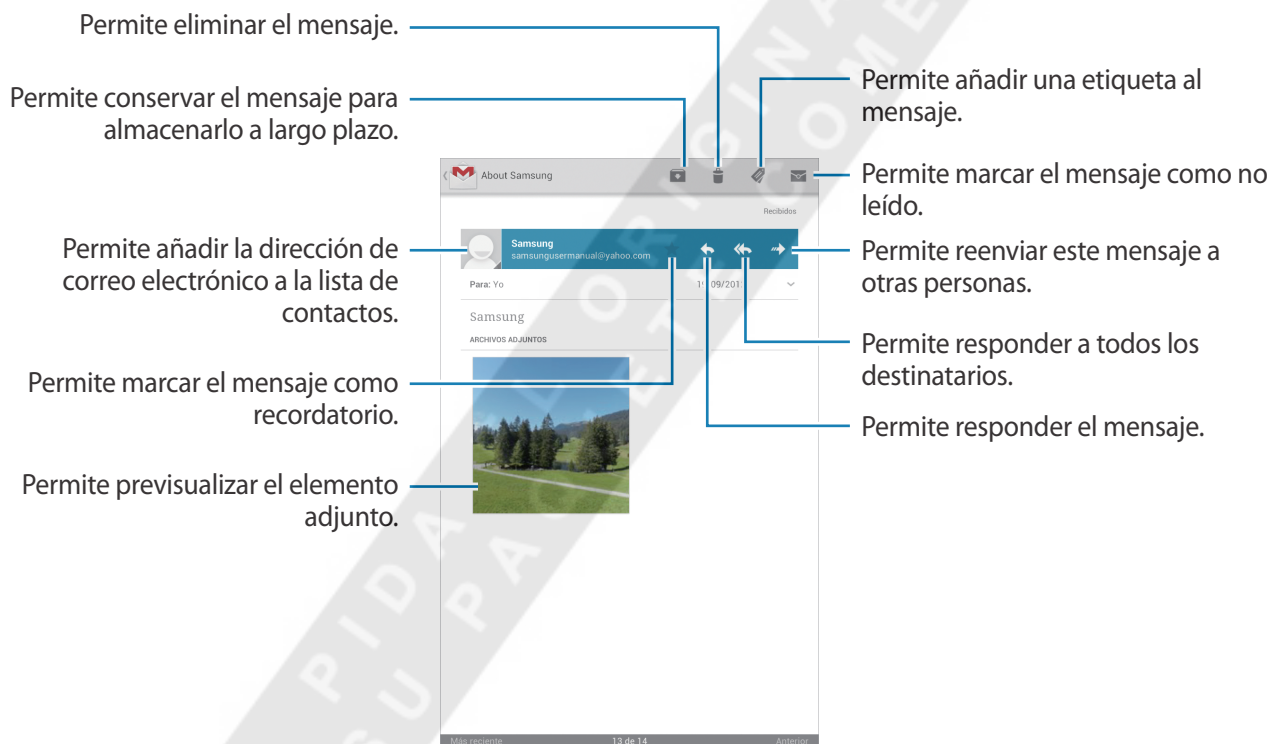 Permite eliminar el mensaje.
Permite conservar el mensaje para
almacenarlo a largo plazo.
Permite añadir la dirección de
correo electrónico a la lista de
contactos.
Permite marcar el mensaje como
recordatorio.
Permite previsualizar el elemento
adjunto.
About Samsung
Recibidos
Samsung
samsungusermanual@yahoo.com
Para: Yo
Samsung
ARCHIVOS ADJUNTOS
Más reciente 13 de 14 Anterior
Permite añadir una etiqueta al
mensaje.
Permite marcar el mensaje como no
leído.
Permite reenviar este mensaje a
otras personas.
Permite responder a todos los
destinatarios.
Permite responder el mensaje.